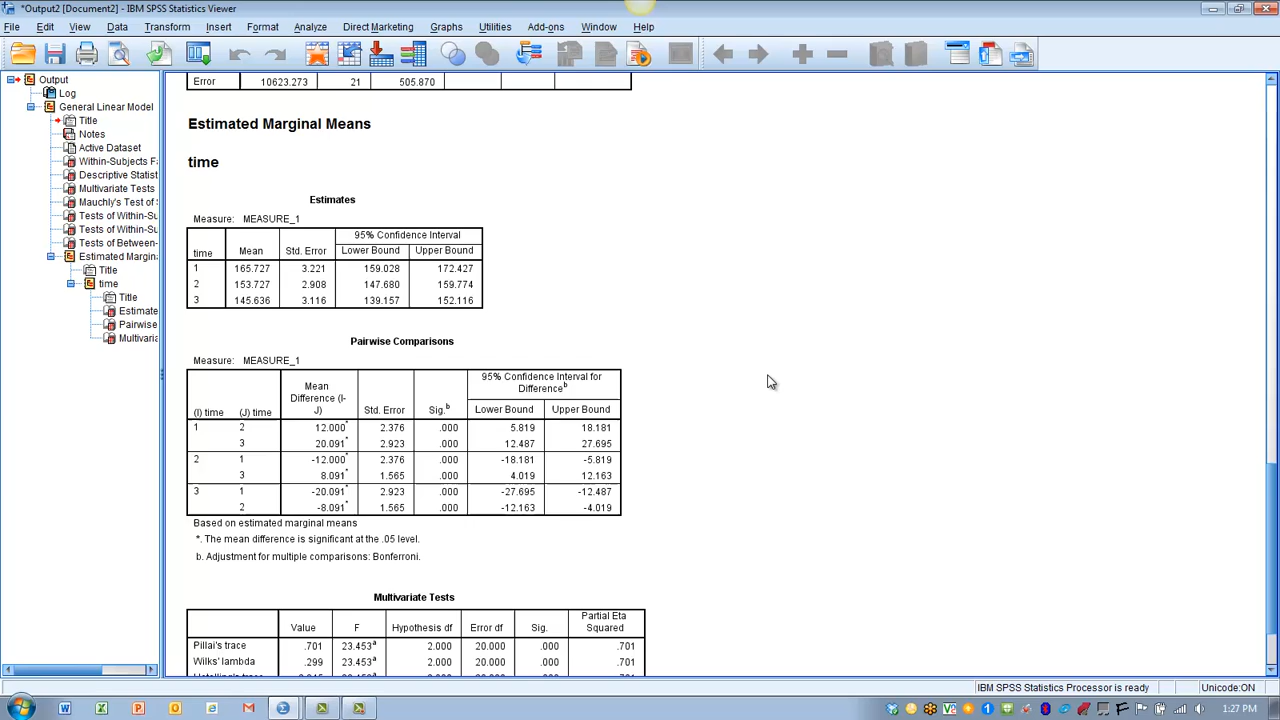 *Output2 [Document2] - IBM SPSS Statistics Viewer
File Edit View Data Transform Insert Format Analyze Direct Marketing Graphs Utilities Add-ons Window Help
Output
Log
General Linear Model
Title
Notes
Active Dataset
Within-Subjects Fa
Descriptive Statist
Multivariate Tests
Mauchly's Test of
Tests of Within-Su
Tests of Within-Su
Tests of Between-
Estimated Margin
Title
time
Title
Estimate
Pairwise
Multivaria
Error 10623.273 21 505.870
Estimated Marginal Means
time
Estimates
Measure: MEASURE_1
95% Confidence Interval
time Mean Std. Error Lower Bound Upper Bound
1 165.727 3.221 159.028 172.427
2 153.727 2.908 147.680 159.774
3 145.636 3.116 139.157 152.116
Pairwise Comparisons
Measure: MEASURE_1
95% Confidence Interval for
Differenceb
Mean
Difference (I-
J)
(I) time (J) time Std. Error Sig.b Lower Bound Upper Bound
1 2 12.000* 2.376 .000 5.819 18.181
3 20.091* 2.923 .000 12.487 27.695
2 1 -12.000* 2.376 .000 -18.181 -5.819
3 8.091* 1.565 .000 4.019 12.163
3 1 -20.091* 2.923 .000 -27.695 -12.487
2 -8.091* 1.565 .000 -12.163 -4.019
Based on estimated marginal means
*. The mean difference is significant at the .05 level.
b. Adjustment for multiple comparisons: Bonferroni.
Multivariate Tests
Partial Eta
Squared
Value F Hypothesis df Error df Sig.
Pillai's trace .701 23.453a 2.000 20.000 .000 .701
Wilks' lambda .299 23.453a 2.000 20.000 .000 .701
IBM SPSS Statistics Processor is ready Unicode:ON
1:27 PM